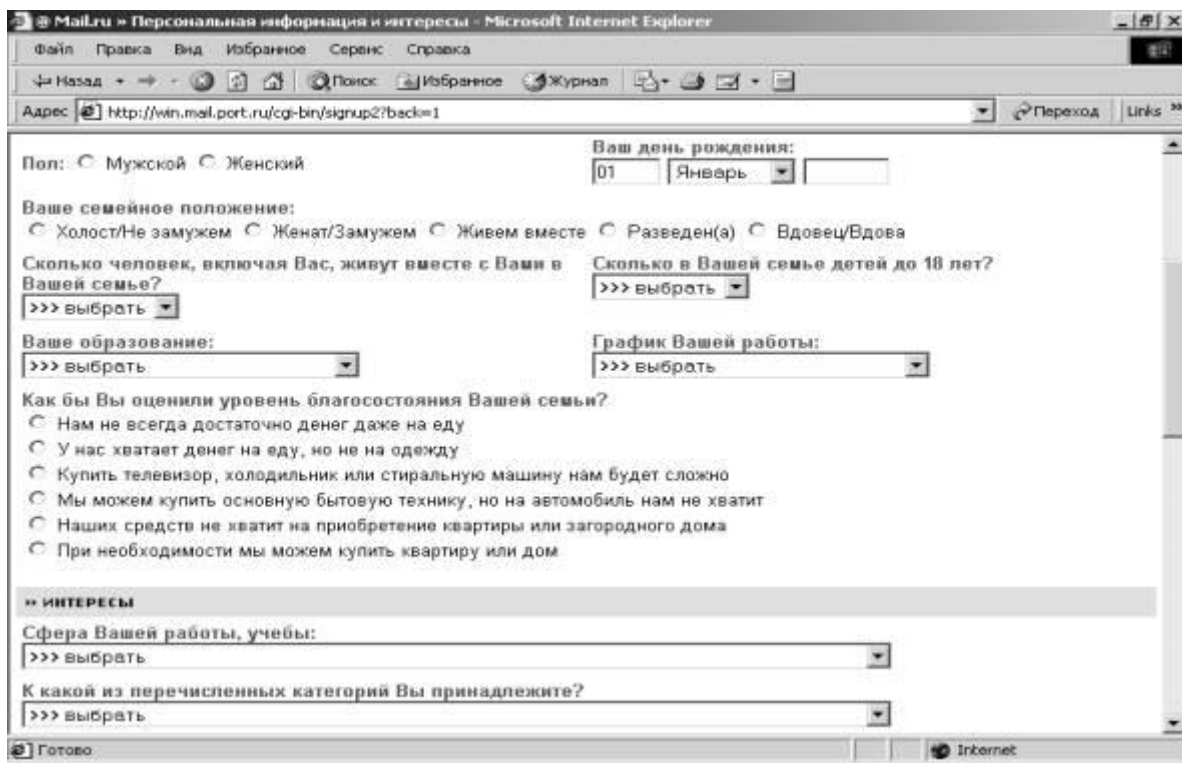 @ Mail.ru » Персональная информация и интересы - Microsoft Internet Explorer
Файл Правка Вид Избранное Сервис Справка
Назад Поиск Избранное Журнал
Адрес http://win.mail.port.ru/cgi-bin/signup2?back=1 Переход Links »
Пол: Мужской Женский
Ваш день рождения:
01 Январь
Ваше семейное положение:
Холост/Не замужем Женат/Замужем Живем вместе Разведен(а) Вдовец/Вдова
Сколько человек, включая Вас, живут вместе с Вами в
Вашей семье?
>>> выбрать
Сколько в Вашей семье детей до 18 лет?
>>> выбрать
Ваше образование:
>>> выбрать
График Вашей работы:
>>> выбрать
Как бы Вы оценили уровень благосостояния Вашей семьи?
Нам не всегда достаточно денег даже на еду
У нас хватает денег на еду, но не на одежду
Купить телевизор, холодильник или стиральную машину нам будет сложно
Мы можем купить основную бытовую технику, но на автомобиль нам не хватит
Наших средств не хватит на приобретение квартиры или загородного дома
При необходимости мы можем купить квартиру или дом
» ИНТЕРЕСЫ
Сфера Вашей работы, учебы:
>>> выбрать
К какой из перечисленных категорий Вы принадлежите?
>>> выбрать
Готово Internet